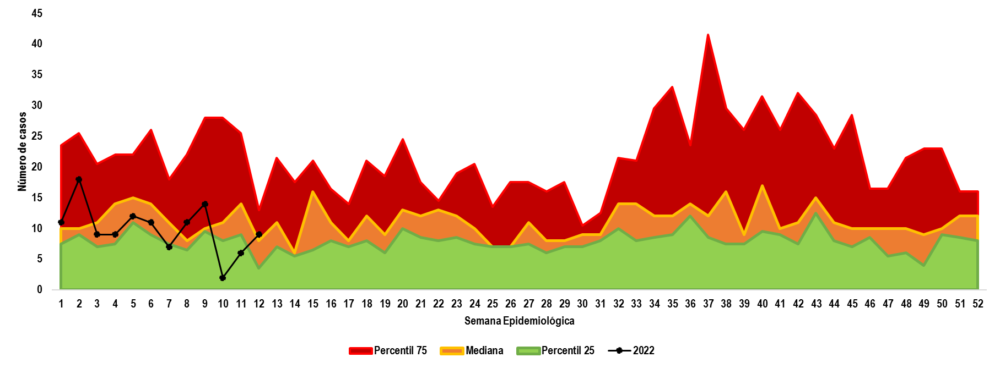 45
40
35
30
25
20
15
10
5
0
Número de casos
1 2 3 4 5 6 7 8 9 10 11 12 13 14 15 16 17 18 19 20 21 22 23 24 25 26 27 28 29 30 31 32 33 34 35 36 37 38 39 40 41 42 43 44 45 46 47 48 49 50 51 52
Semana Epidemiológica
Percentil 75 Mediana Percentil 25 2022